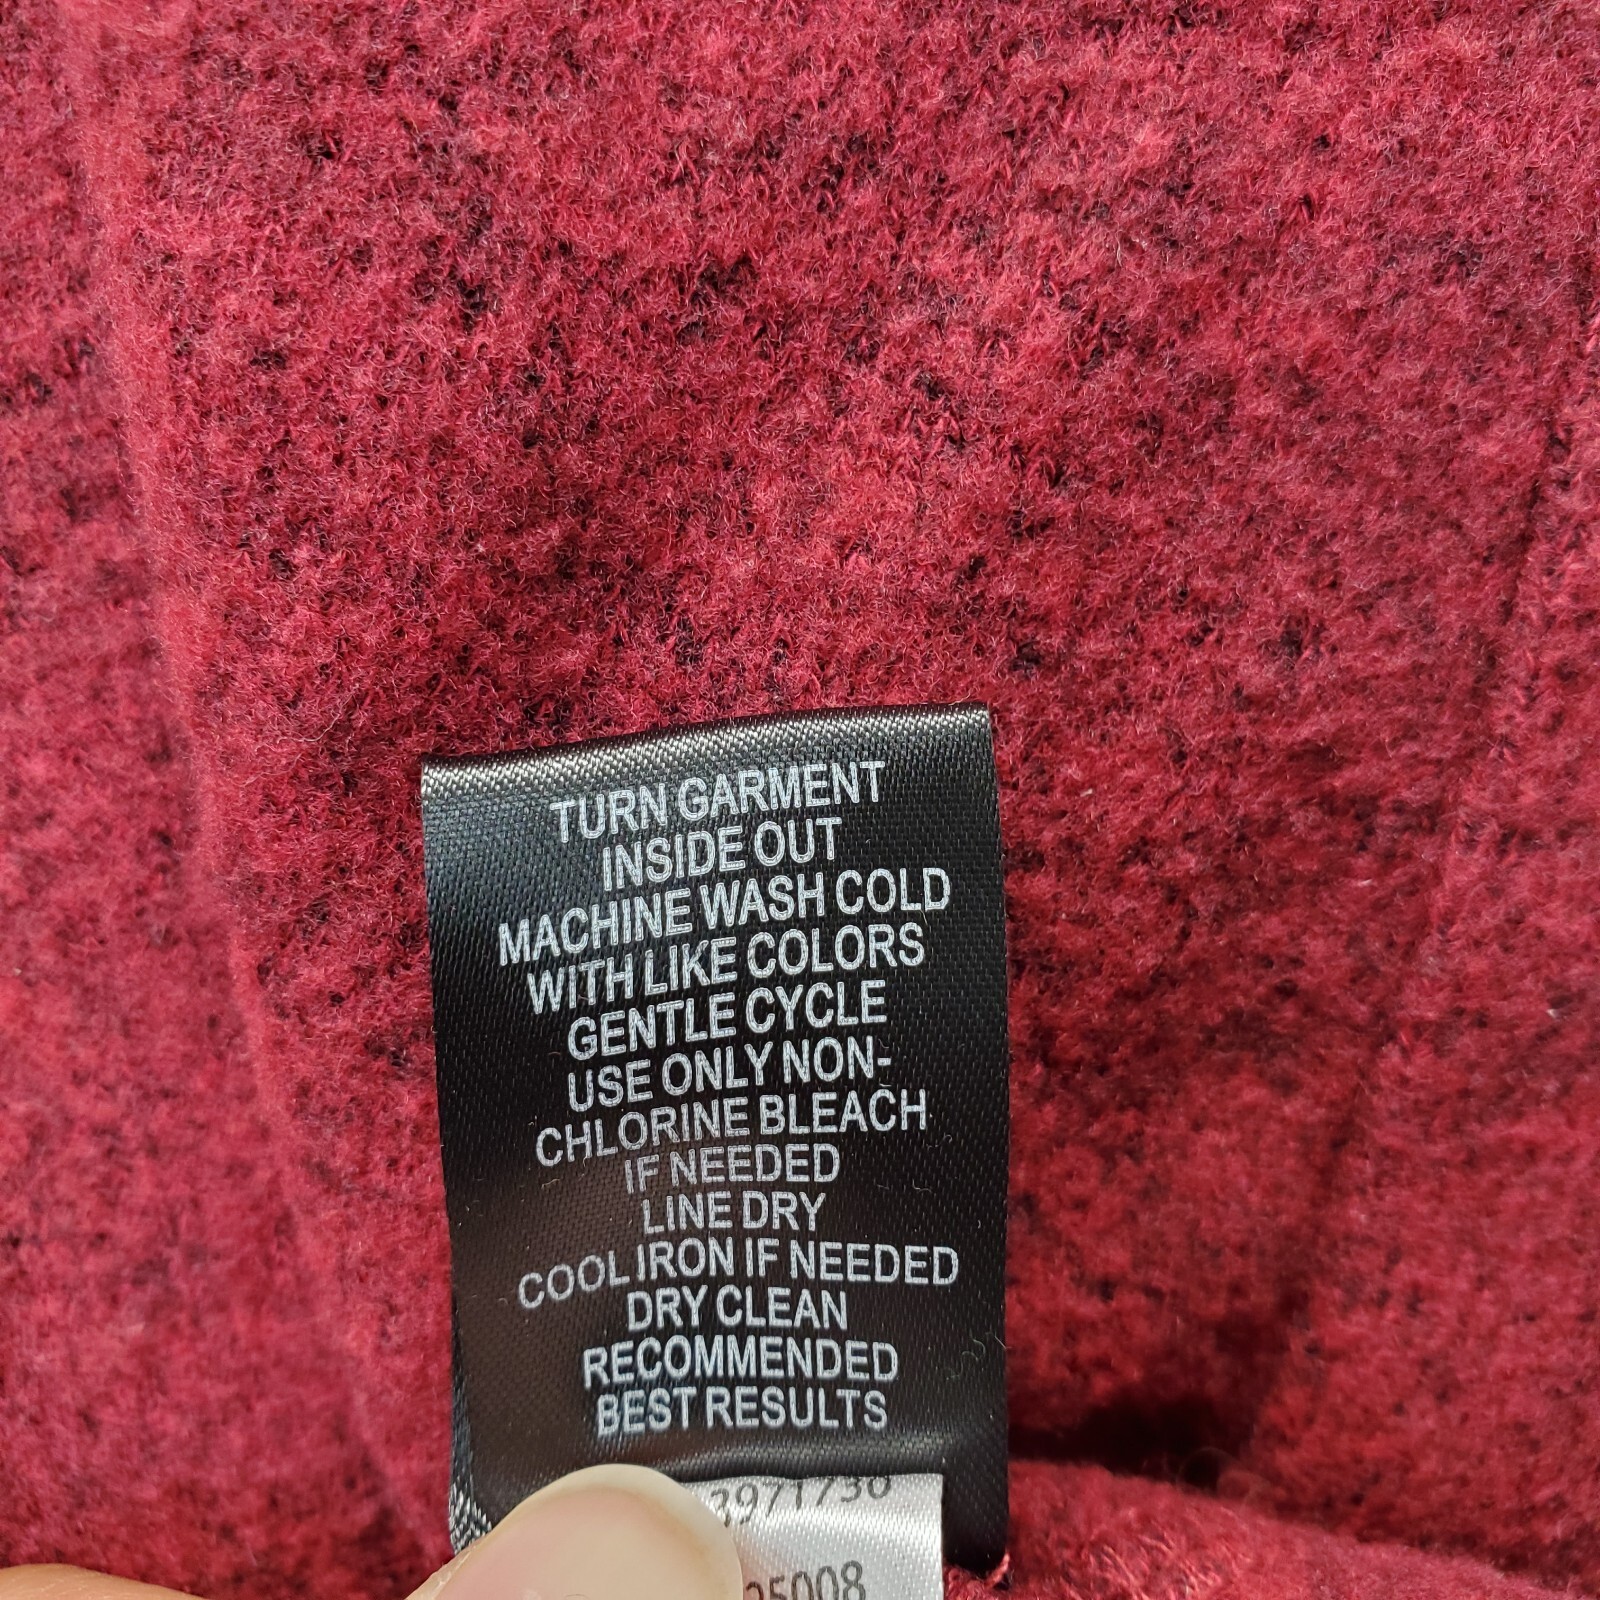 TURN GARMENT
INSIDE OUT
MACHINE WASH COLD
WITH LIKE COLORS
GENTLE CYCLE
USE ONLY NON-
CHLORINE BLEACH
IF NEEDED
LINE DRY
COOL IRON IF NEEDED
DRY CLEAN
RECOMMENDED
BEST RESULTS